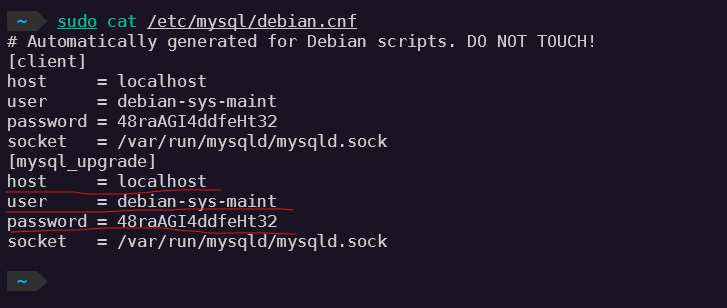 ~ sudo cat /etc/mysql/debian.cnf
# Automatically generated for Debian scripts. DO NOT TOUCH!
[client]
host     = localhost
user     = debian-sys-maint
password = 48raAGI4ddfeHt32
socket   = /var/run/mysqld/mysqld.sock
[mysql_upgrade]
host     = localhost
user     = debian-sys-maint
password = 48raAGI4ddfeHt32
socket   = /var/run/mysqld/mysqld.sock
~